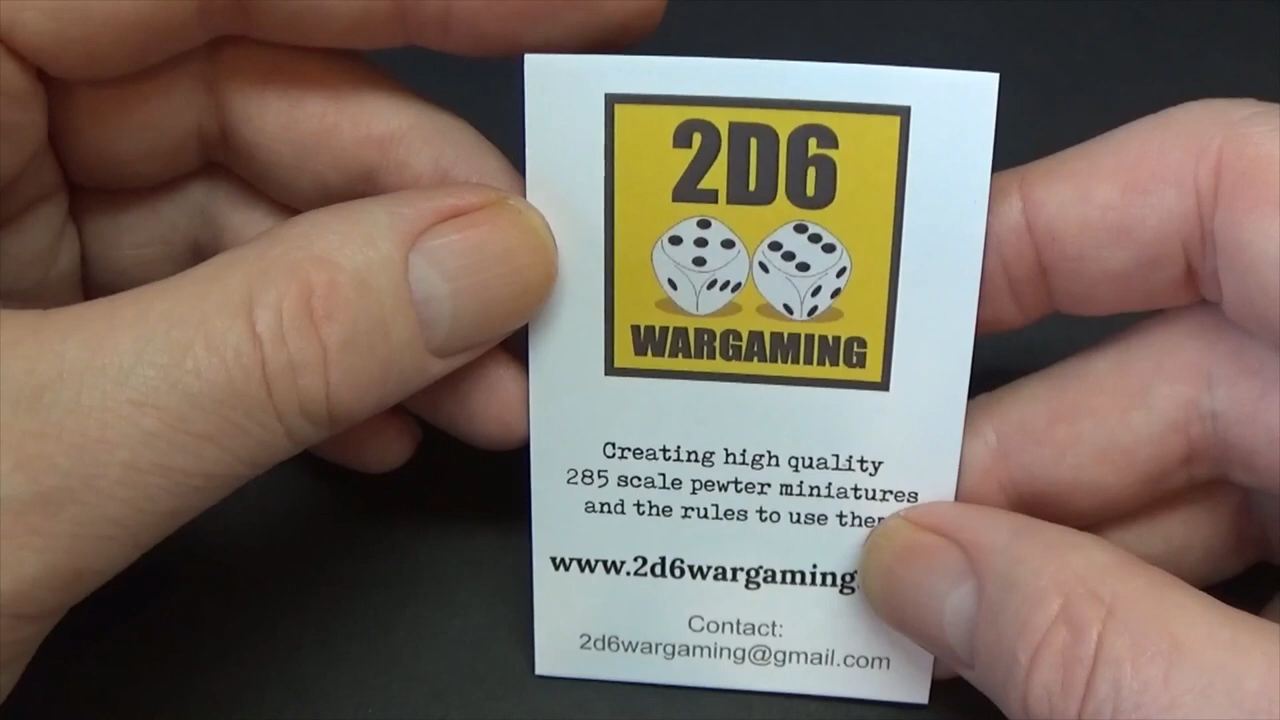 2D6
WARGAMING
Creating high quality
285 scale pewter miniatures
and the rules to use
www.2d6wargaming
Contact:
2d6wargaming@gmail.com